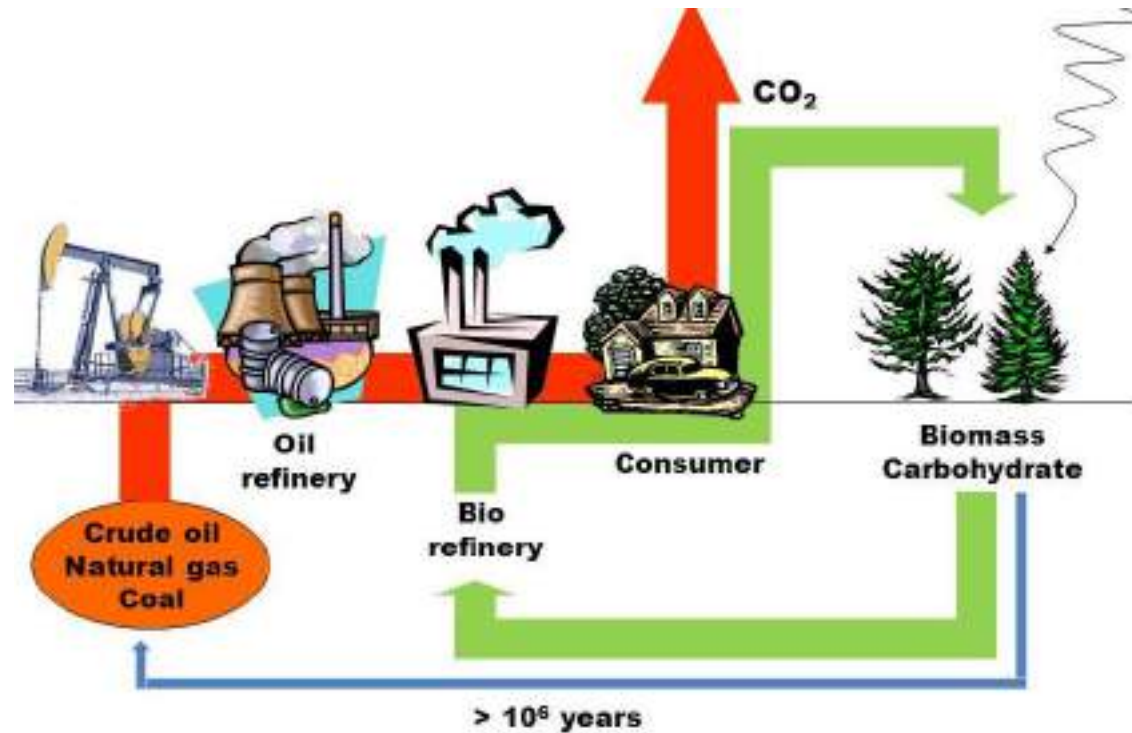 CO₂
Oil
refinery
Consumer
Biomass
Carbohydrate
Bio
refinery
Crude oil
Natural gas
Coal
> 10⁶ years